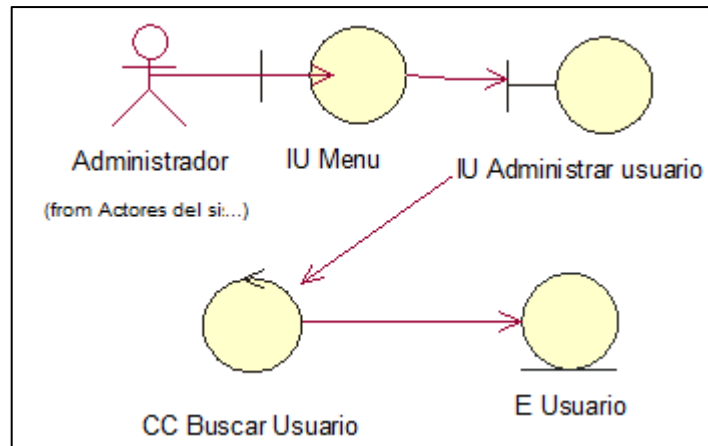 Administrador
IU Menu
IU Administrar usuario
(from Actores del si:...)
CC Buscar Usuario
E Usuario